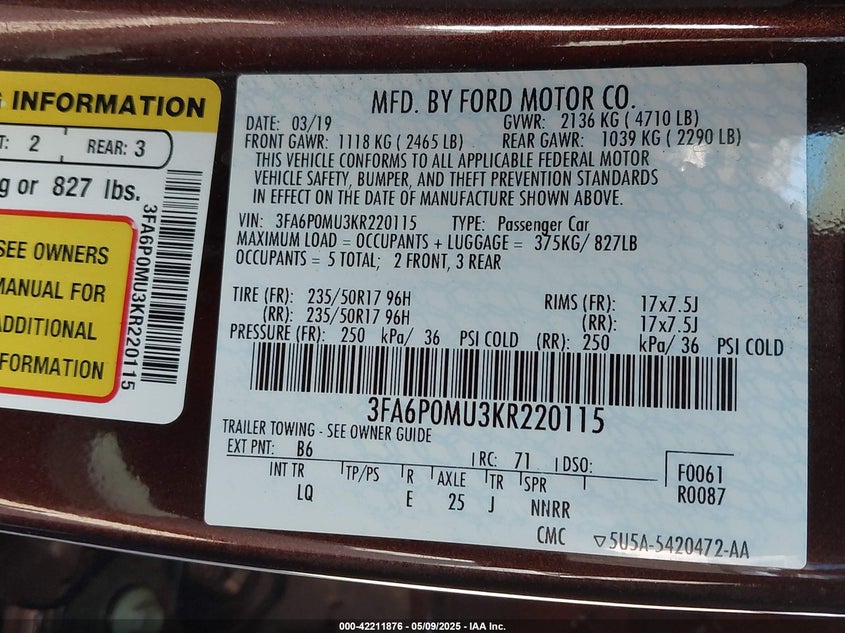 INFORMATION
2 REAR: 3
or 827 lbs.
SEE OWNERS
MANUAL FOR
ADDITIONAL
INFORMATION
3FA6P0MU3KR220115
MFD. BY FORD MOTOR CO.
DATE: 03/19 GVWR: 2136 KG ( 4710 LB)
FRONT GAWR: 1118 KG ( 2465 LB) REAR GAWR: 1039 KG ( 2290 LB)
THIS VEHICLE CONFORMS TO ALL APPLICABLE FEDERAL MOTOR
VEHICLE SAFETY, BUMPER, AND THEFT PREVENTION STANDARDS
IN EFFECT ON THE DATE OF MANUFACTURE SHOWN ABOVE.
VIN: 3FA6P0MU3KR220115 TYPE: Passenger Car
MAXIMUM LOAD = OCCUPANTS + LUGGAGE = 375KG/ 827LB
OCCUPANTS = 5 TOTAL; 2 FRONT, 3 REAR
TIRE (FR): 235/50R17 96H RIMS (FR): 17x7.5J
(RR): 235/50R17 96H (RR): 17x7.5J
PRESSURE (FR): 250 kPa/ 36 PSI COLD (RR): 250 kPa/ 36 PSI COLD
3FA6P0MU3KR220115
TRAILER TOWING - SEE OWNER GUIDE
EXT PNT: B6 RC: 71 DSO: F0061
INT TR TP/PS R AXLE TR SPR R0087
LQ E 25 J NNRR
CMC ▽5U5A-5420472-AA
000-42211876 - 05/09/2025 - IAA Inc.